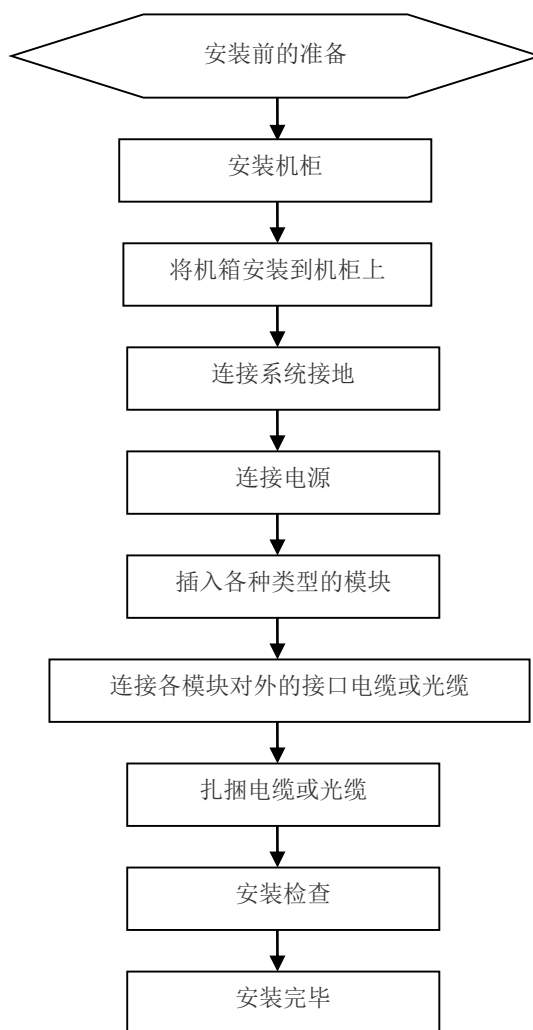 安装前的准备
安装机柜
将机箱安装到机柜上
连接系统接地
连接电源
插入各种类型的模块
连接各模块对外的接口电缆或光缆
扎捆电缆或光缆
安装检查
安装完毕